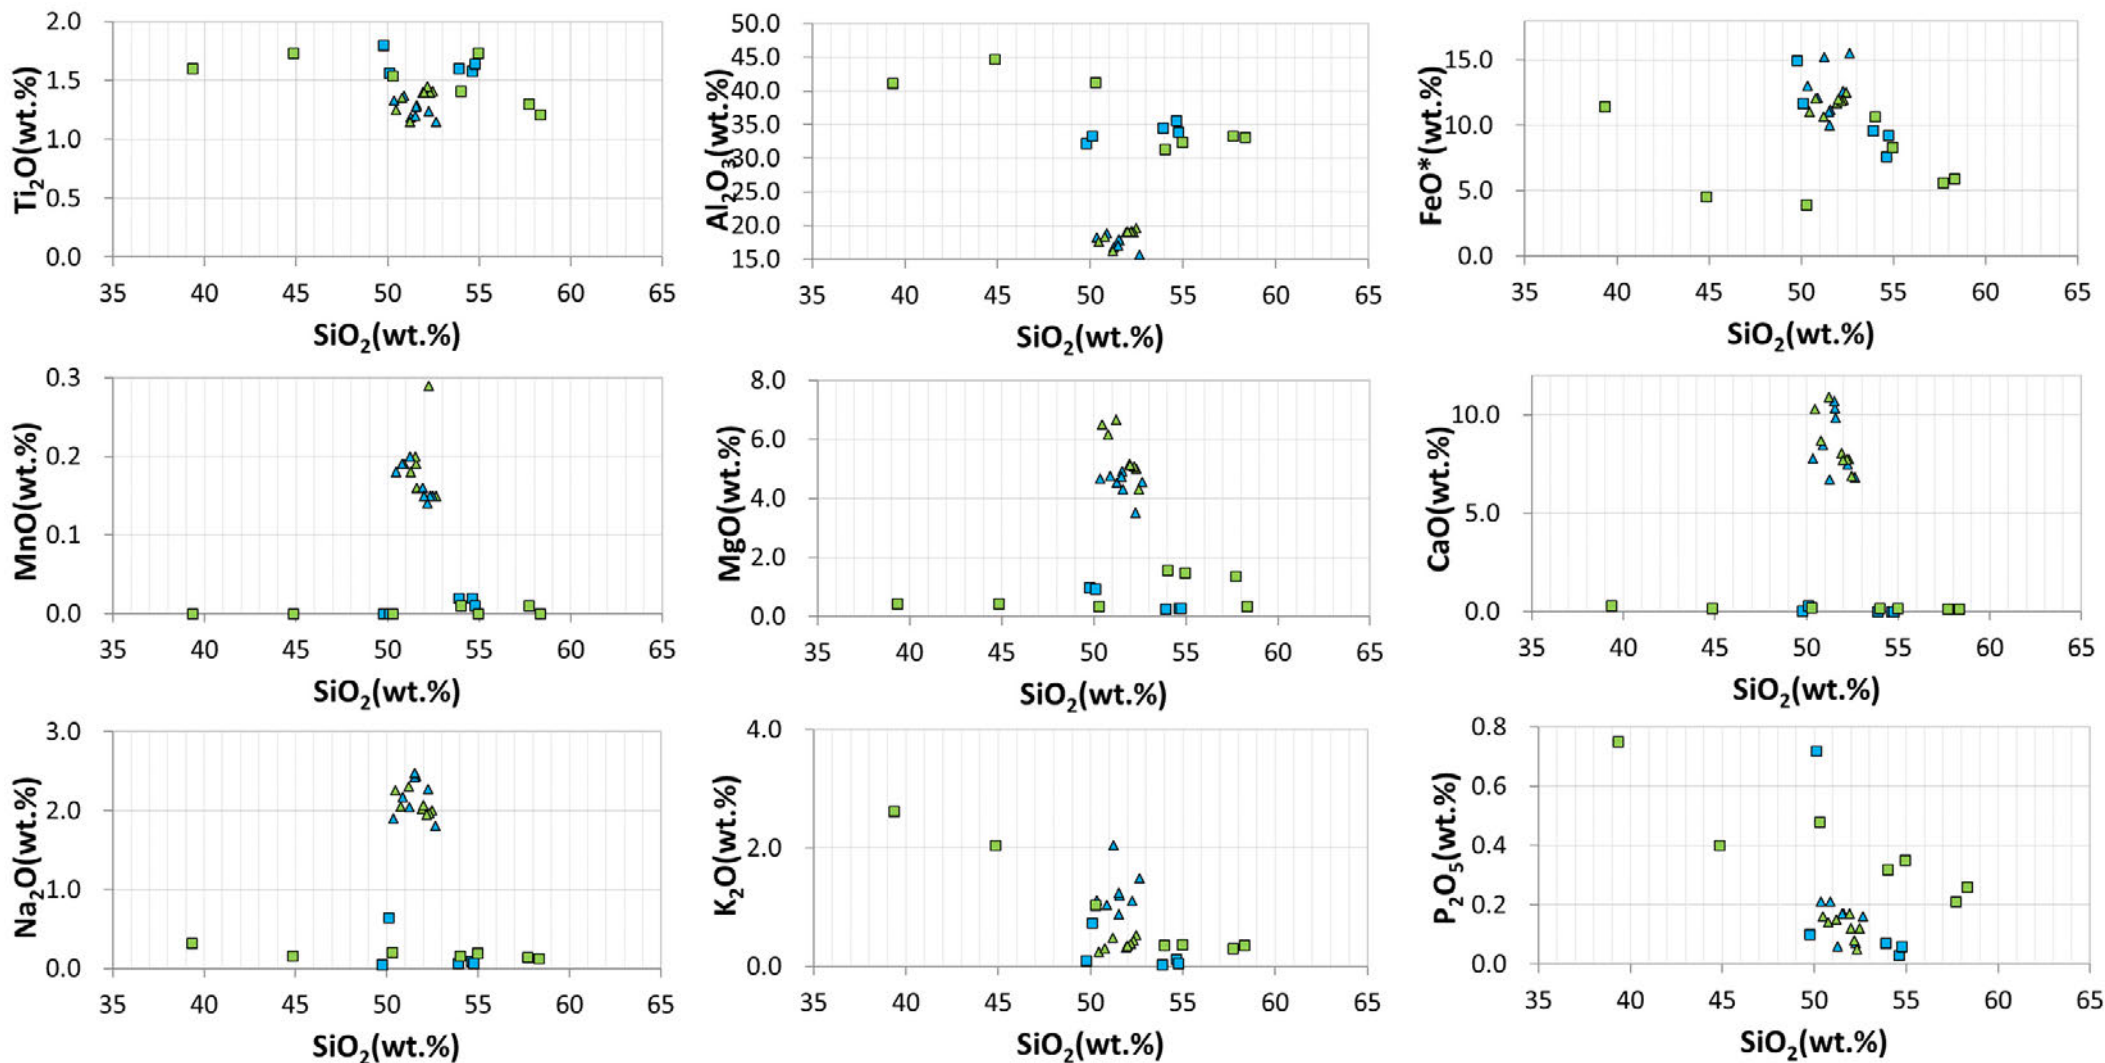 Ti₂O(wt.%)
2.0
1.5
1.0
0.5
0.0
35 40 45 50 55 60 65
SiO₂(wt.%)
Al₂O₃(wt.%)
50.0
45.0
40.0
35.0
30.0
25.0
20.0
15.0
35 40 45 50 55 60 65
SiO₂(wt.%)
FeO*(wt.%)
15.0
10.0
5.0
0.0
35 40 45 50 55 60 65
SiO₂(wt.%)
MnO(wt.%)
0.3
0.2
0.1
0.0
35 40 45 50 55 60 65
SiO₂(wt.%)
MgO(wt.%)
8.0
6.0
4.0
2.0
0.0
35 40 45 50 55 60 65
SiO₂(wt.%)
CaO(wt.%)
10.0
5.0
0.0
35 40 45 50 55 60 65
SiO₂(wt.%)
Na₂O(wt.%)
3.0
2.0
1.0
0.0
35 40 45 50 55 60 65
SiO₂(wt.%)
K₂O(wt.%)
4.0
2.0
0.0
35 40 45 50 55 60 65
SiO₂(wt.%)
P₂O₅(wt.%)
0.8
0.6
0.4
0.2
0.0
35 40 45 50 55 60 65
SiO₂(wt.%)